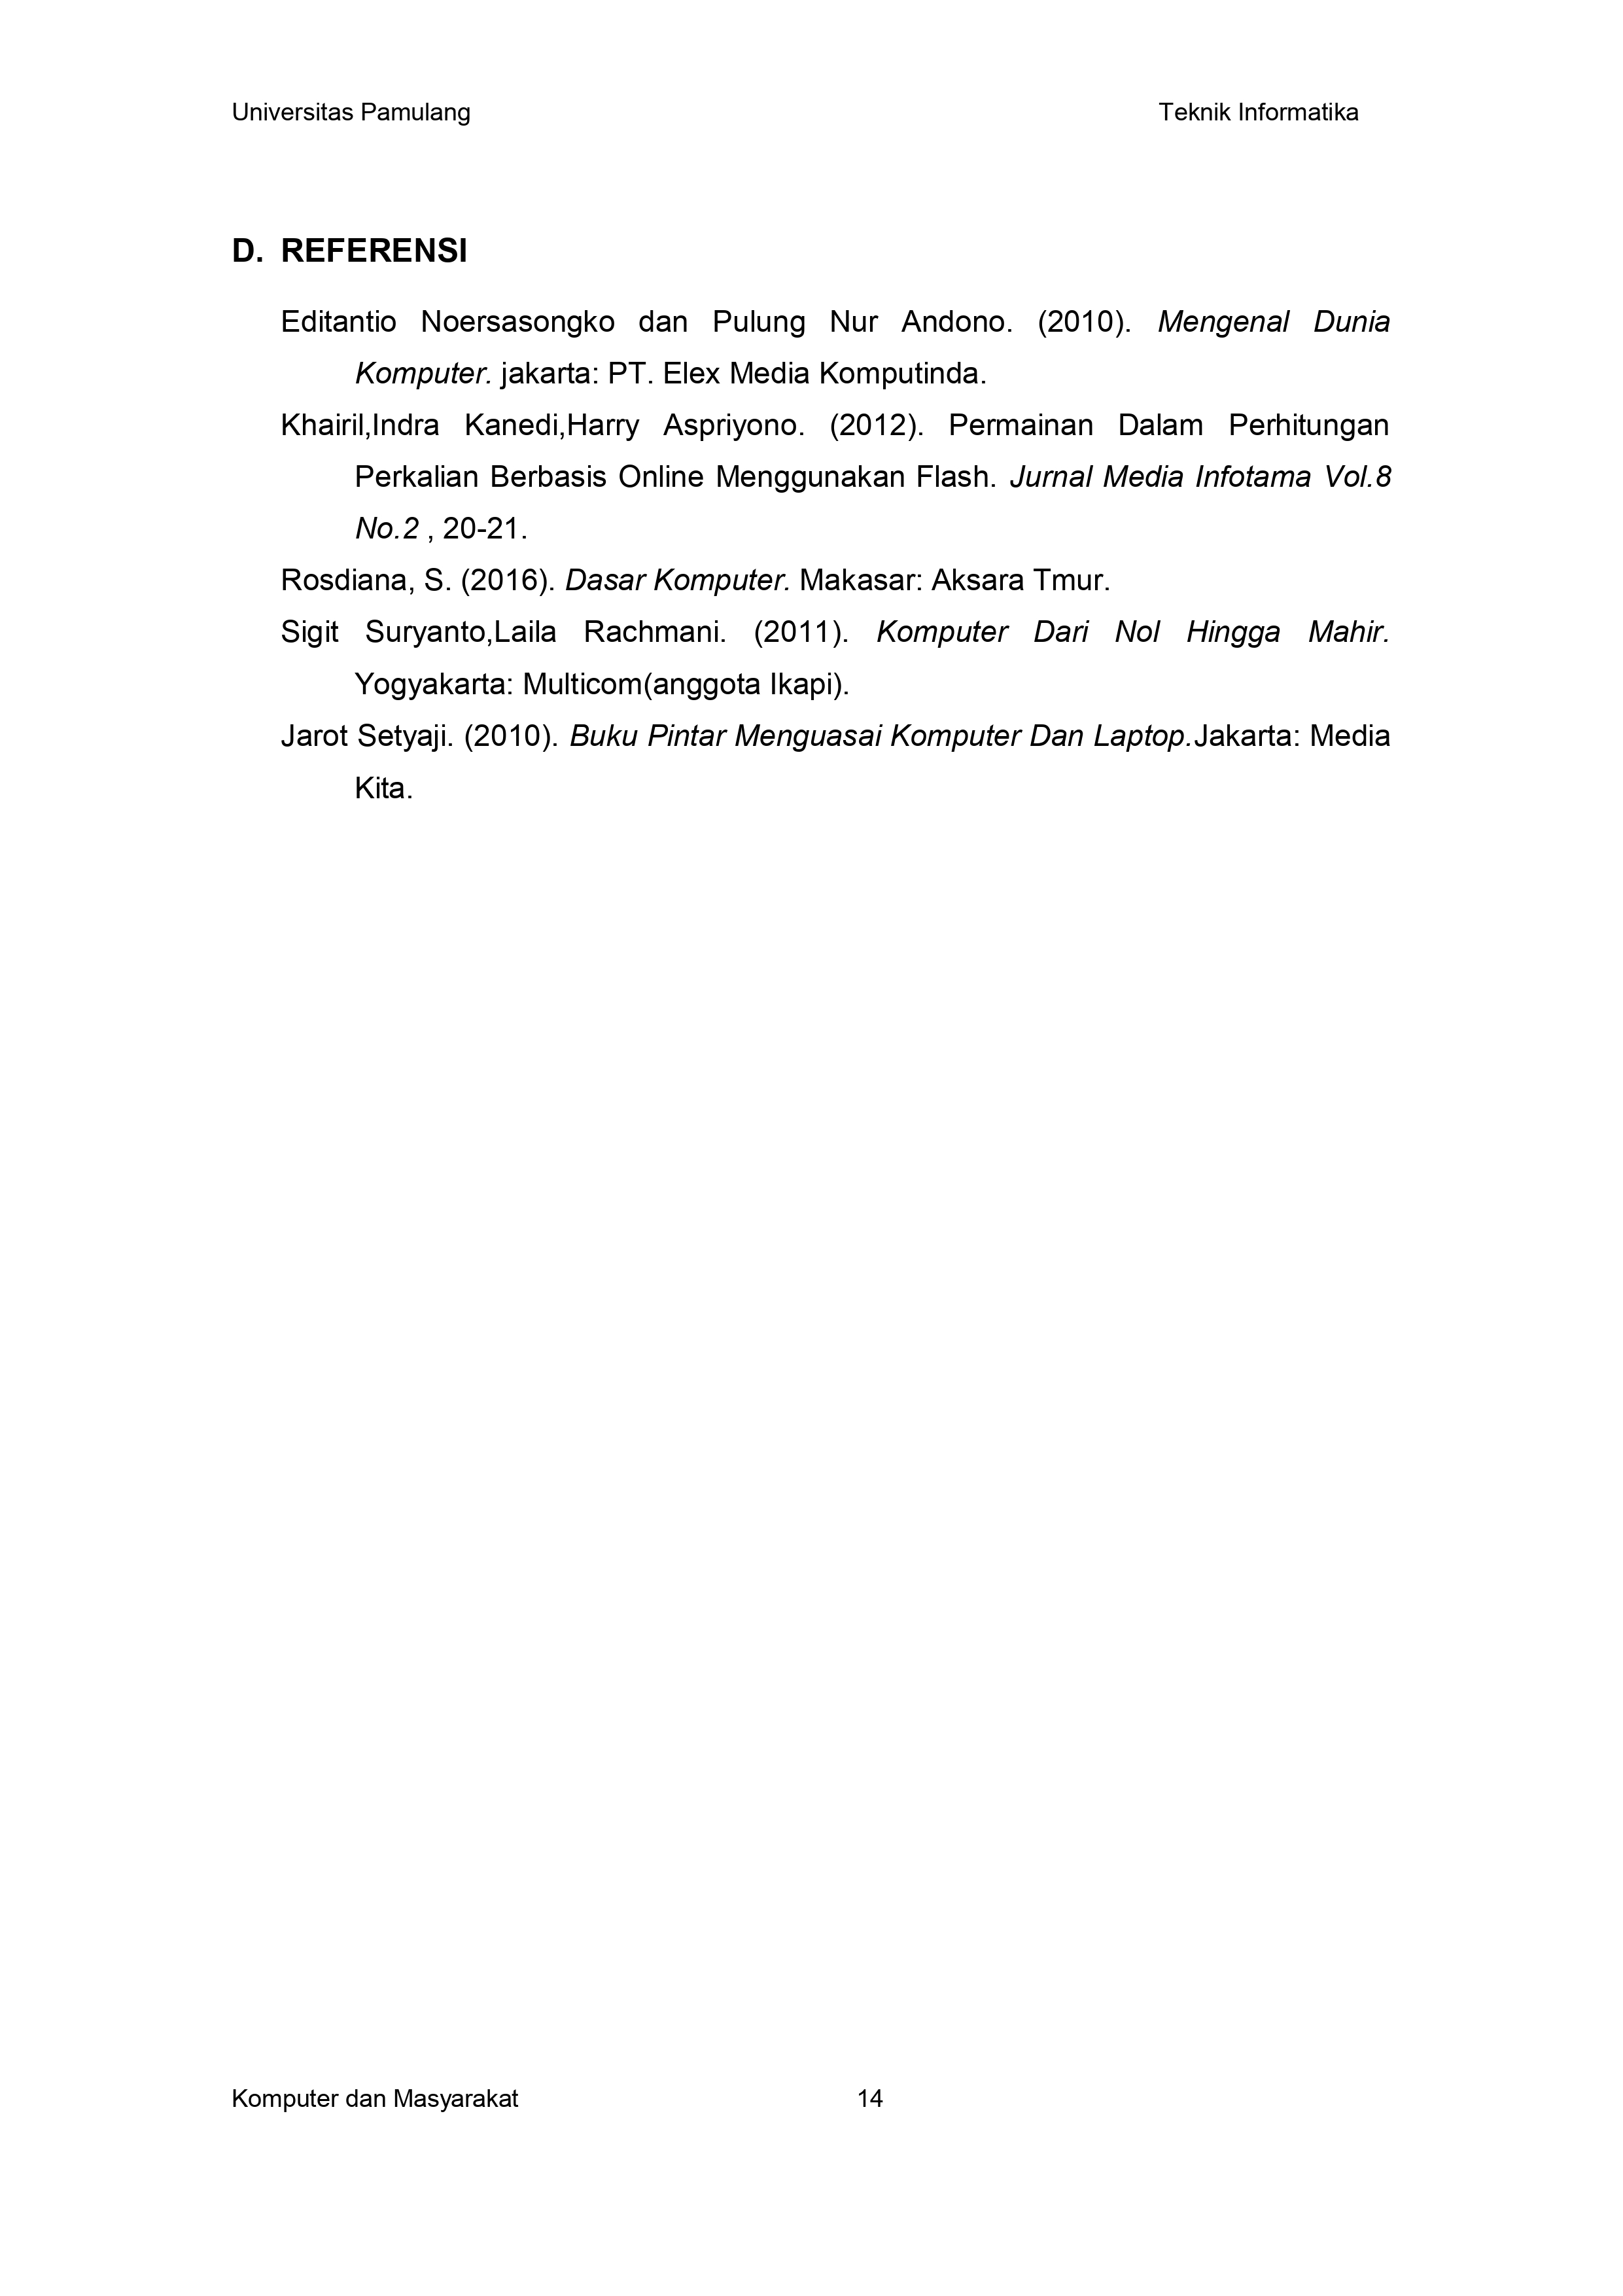 Universitas Pamulang Teknik Informatika
D. REFERENSI
Editantio Noersasongko dan Pulung Nur Andono. (2010). Mengenal Dunia
Komputer. jakarta: PT. Elex Media Komputinda.
Khairil,Indra Kanedi,Harry Aspriyono. (2012). Permainan Dalam Perhitungan
Perkalian Berbasis Online Menggunakan Flash. Jurnal Media Infotama Vol.8
No.2 , 20-21.
Rosdiana, S. (2016). Dasar Komputer. Makasar: Aksara Tmur.
Sigit Suryanto,Laila Rachmani. (2011). Komputer Dari Nol Hingga Mahir.
Yogyakarta: Multicom(anggota Ikapi).
Jarot Setyaji. (2010). Buku Pintar Menguasai Komputer Dan Laptop.Jakarta: Media
Kita.
Komputer dan Masyarakat 14